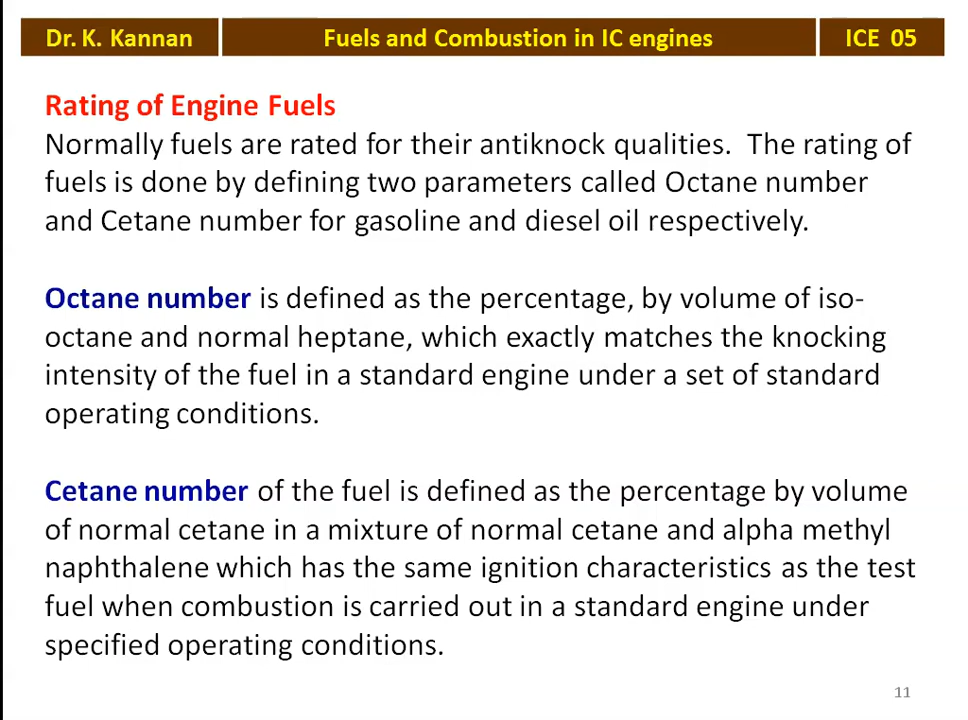 Dr. K. Kannan
Fuels and Combustion in IC engines
ICE 05
Rating of Engine Fuels
Normally fuels are rated for their antiknock qualities. The rating of
fuels is done by defining two parameters called Octane number
and Cetane number for gasoline and diesel oil respectively.
Octane number is defined as the percentage, by volume of iso-
octane and normal heptane, which exactly matches the knocking
intensity of the fuel in a standard engine under a set of standard
operating conditions.
Cetane number of the fuel is defined as the percentage by volume
of normal cetane in a mixture of normal cetane and alpha methyl
naphthalene which has the same ignition characteristics as the test
fuel when combustion is carried out in a standard engine under
specified operating conditions.
11